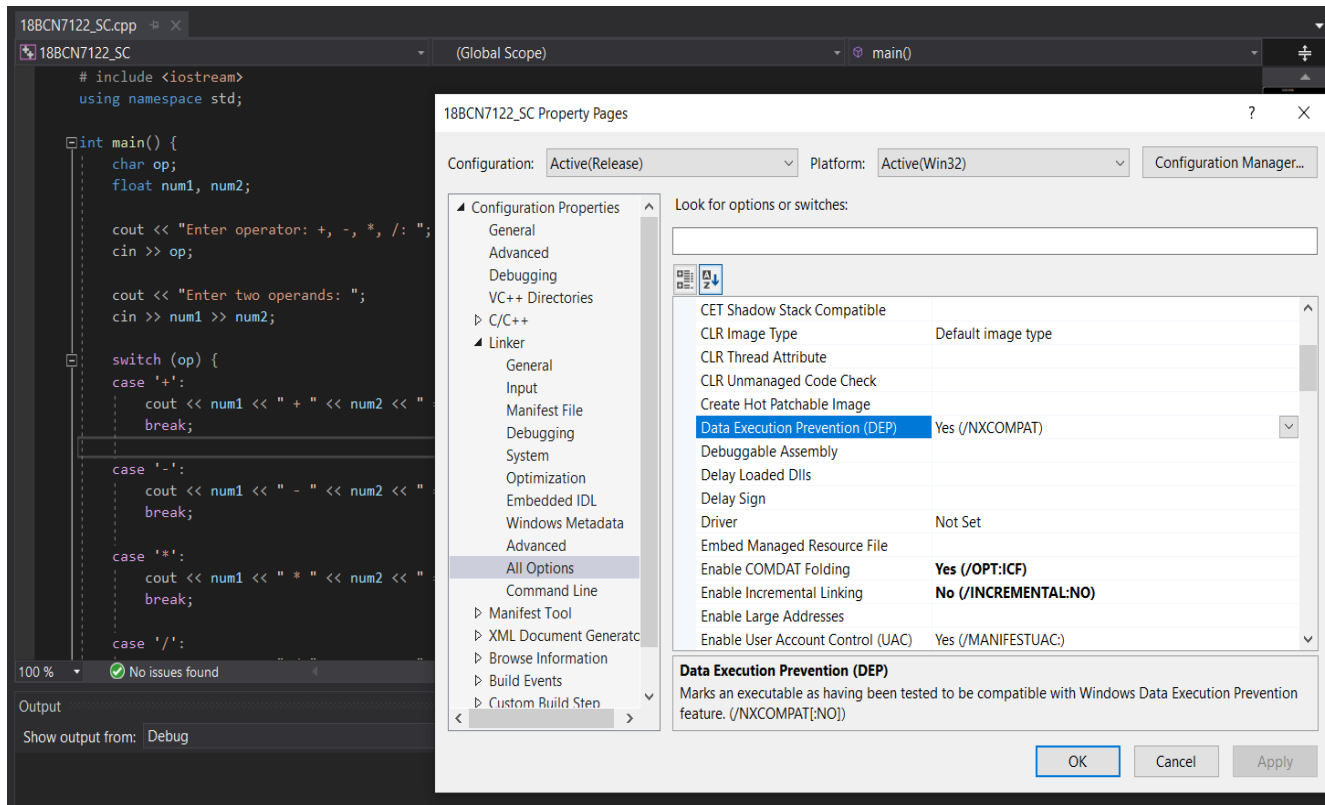 18BCN7122_SC.cpp
18BCN7122_SC
(Global Scope)
main()
# include <iostream>
using namespace std;
int main() {
char op;
float num1, num2;
cout << "Enter operator: +, -, *, /: ";
cin >> op;
cout << "Enter two operands: ";
cin >> num1 >> num2;
switch (op) {
case '+':
cout << num1 << " + " << num2 << "
break;
case '-':
cout << num1 << " - " << num2 << "
break;
case '*':
cout << num1 << " * " << num2 << "
break;
case '/':
100 %
No issues found
Output
Show output from: Debug
18BCN7122_SC Property Pages
?
Configuration: Active(Release)
Platform: Active(Win32)
Configuration Manager...
Configuration Properties
General
Advanced
Debugging
VC++ Directories
C/C++
Linker
General
Input
Manifest File
Debugging
System
Optimization
Embedded IDL
Windows Metadata
Advanced
All Options
Command Line
Manifest Tool
XML Document Generatc
Browse Information
Build Events
Custom Build Step
Look for options or switches:
CET Shadow Stack Compatible
CLR Image Type Default image type
CLR Thread Attribute
CLR Unmanaged Code Check
Create Hot Patchable Image
Data Execution Prevention (DEP) Yes (/NXCOMPAT)
Debuggable Assembly
Delay Loaded Dlls
Delay Sign
Driver Not Set
Embed Managed Resource File
Enable COMDAT Folding Yes (/OPT:ICF)
Enable Incremental Linking No (/INCREMENTAL:NO)
Enable Large Addresses
Enable User Account Control (UAC) Yes (/MANIFESTUAC:)
Data Execution Prevention (DEP)
Marks an executable as having been tested to be compatible with Windows Data Execution Prevention
feature. (/NXCOMPAT[:NO])
OK
Cancel
Apply